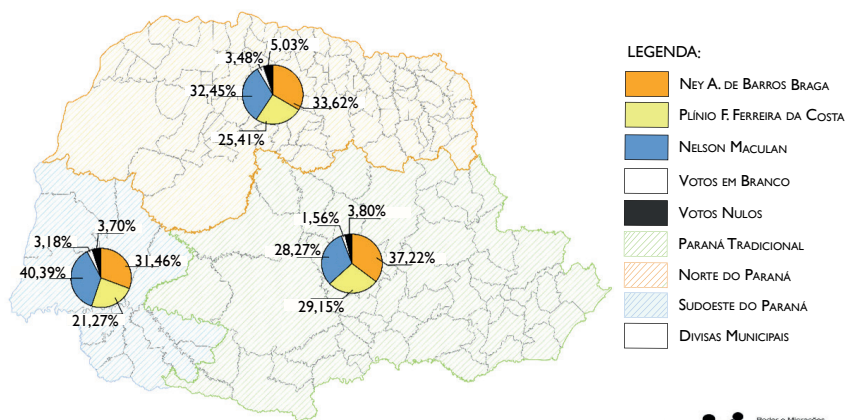 5,03%
3,48%
32,45%
33,62%
25,41%
3,70%
3,18%
31,46%
40,39%
21,27%
1,56%
3,80%
28,27%
37,22%
29,15%
LEGENDA:
NEY A. DE BARROS BRAGA
PLÍNIO F. FERREIRA DA COSTA
NELSON MACULAN
VOTOS EM BRANCO
VOTOS NULOS
PARANÁ TRADICIONAL
NORTE DO PARANÁ
SUDOESTE DO PARANÁ
DIVISAS MUNICIPAIS